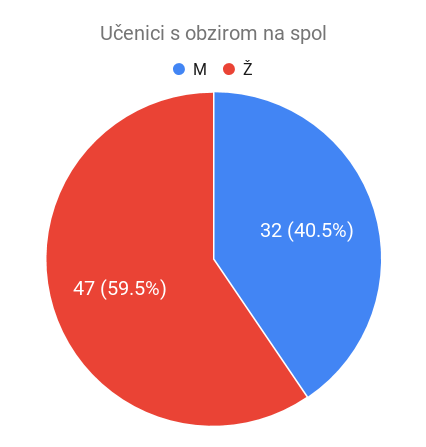 Učenici s obzirom na spol
M Ž
32 (40.5%)
47 (59.5%)